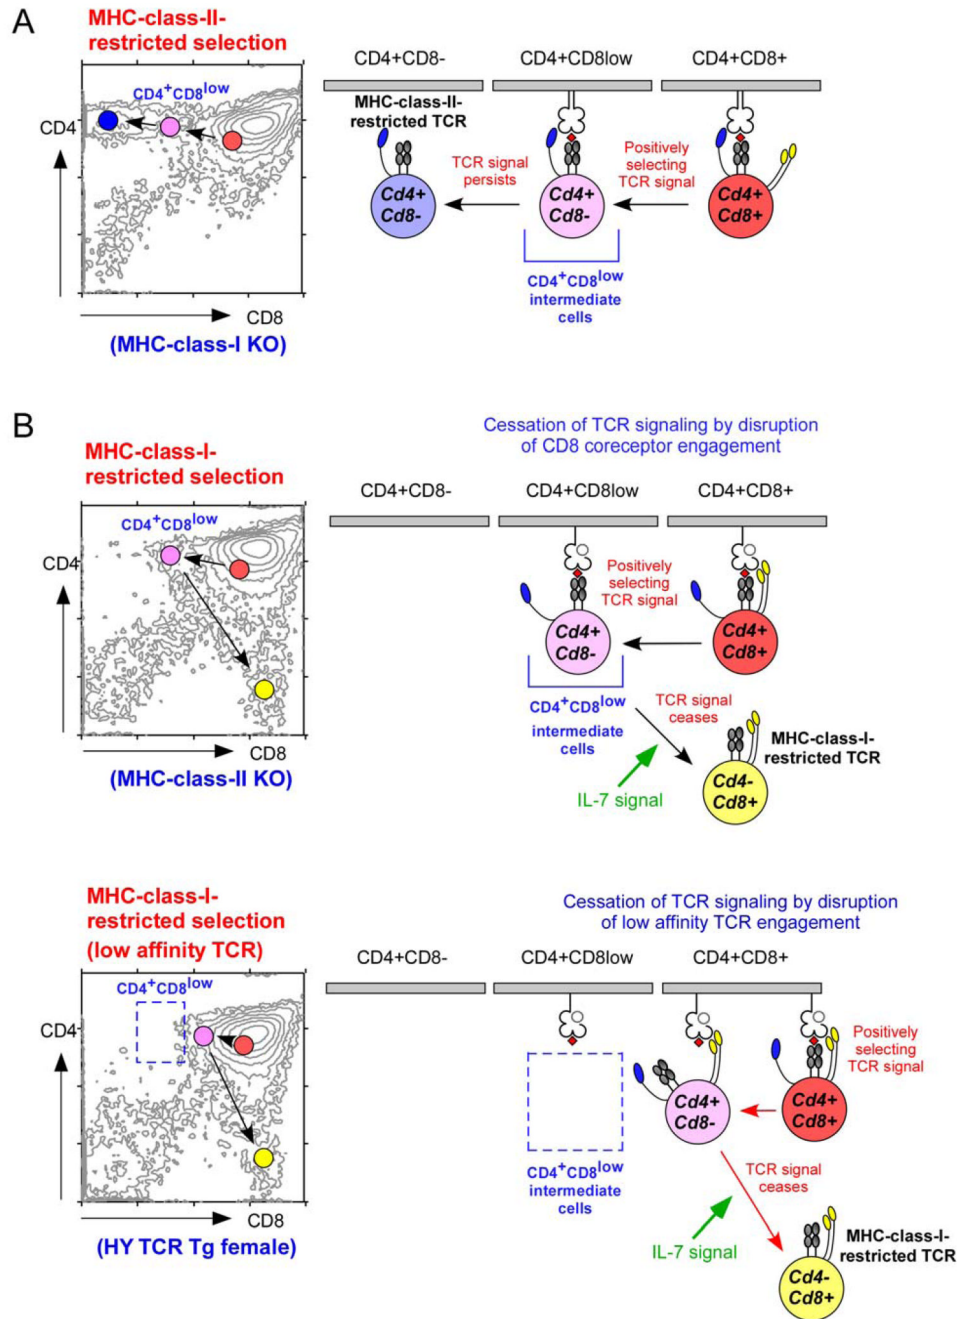 A
MHC-class-II-
restricted selection
CD4+CD8low
CD4
CD8
(MHC-class-I KO)
CD4+CD8-
CD4+CD8low
CD4+CD8+
MHC-class-II-
restricted TCR
TCR signal
persists
Positively
selecting
TCR signal
Cd4+
Cd8-
Cd4+
Cd8-
Cd4+
Cd8+
CD4+CD8low
intermediate
cells
B
Cessation of TCR signaling by disruption
of CD8 coreceptor engagement
MHC-class-I-
restricted selection
CD4+CD8low
CD4
CD8
(MHC-class-II KO)
CD4+CD8-
CD4+CD8low
CD4+CD8+
Positively
selecting
TCR signal
Cd4+
Cd8-
Cd4+
Cd8+
CD4+CD8low
intermediate
cells
TCR signal
ceases
IL-7 signal
MHC-class-I-
restricted TCR
Cd4-
Cd8+
MHC-class-I-
restricted selection
(low affinity TCR)
CD4+CD8low
CD4
CD8
(HY TCR Tg female)
Cessation of TCR signaling by disruption
of low affinity TCR engagement
CD4+CD8-
CD4+CD8low
CD4+CD8+
Positively
selecting
TCR signal
Cd4+
Cd8-
Cd4+
Cd8+
CD4+CD8low
intermediate
cells
TCR signal
ceases
IL-7 signal
MHC-class-I-
restricted TCR
Cd4-
Cd8+